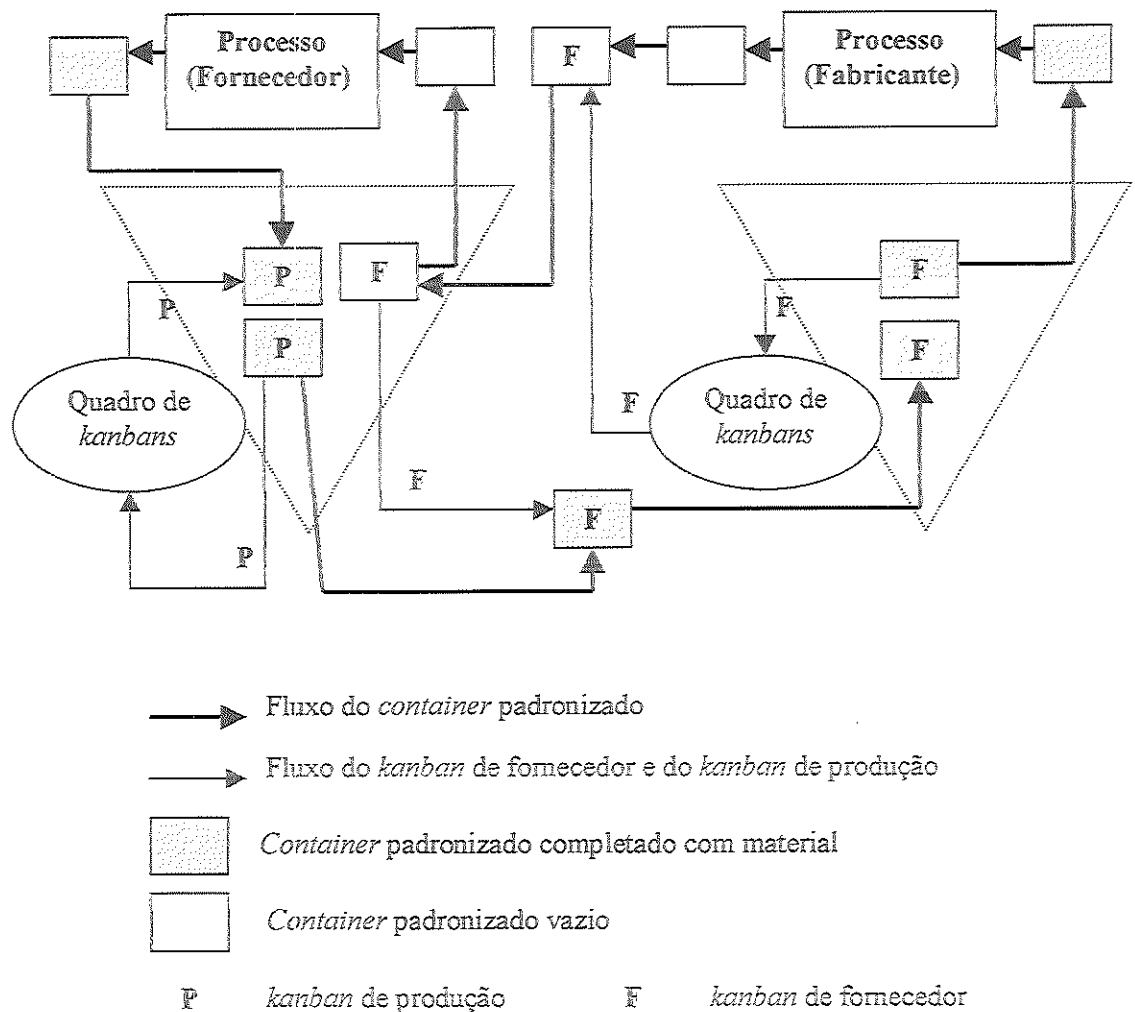 Processo
(Fornecedor)
F
Processo
(Fabricante)
P
F
F
P
F
P
F
Quadro de
kanbans
F
Quadro de
kanbans
F
F
P
Fluxo do container padronizado
Fluxo do kanban de fornecedor e do kanban de produção
Container padronizado completado com material
Container padronizado vazio
P kanban de produção F kanban de fornecedor